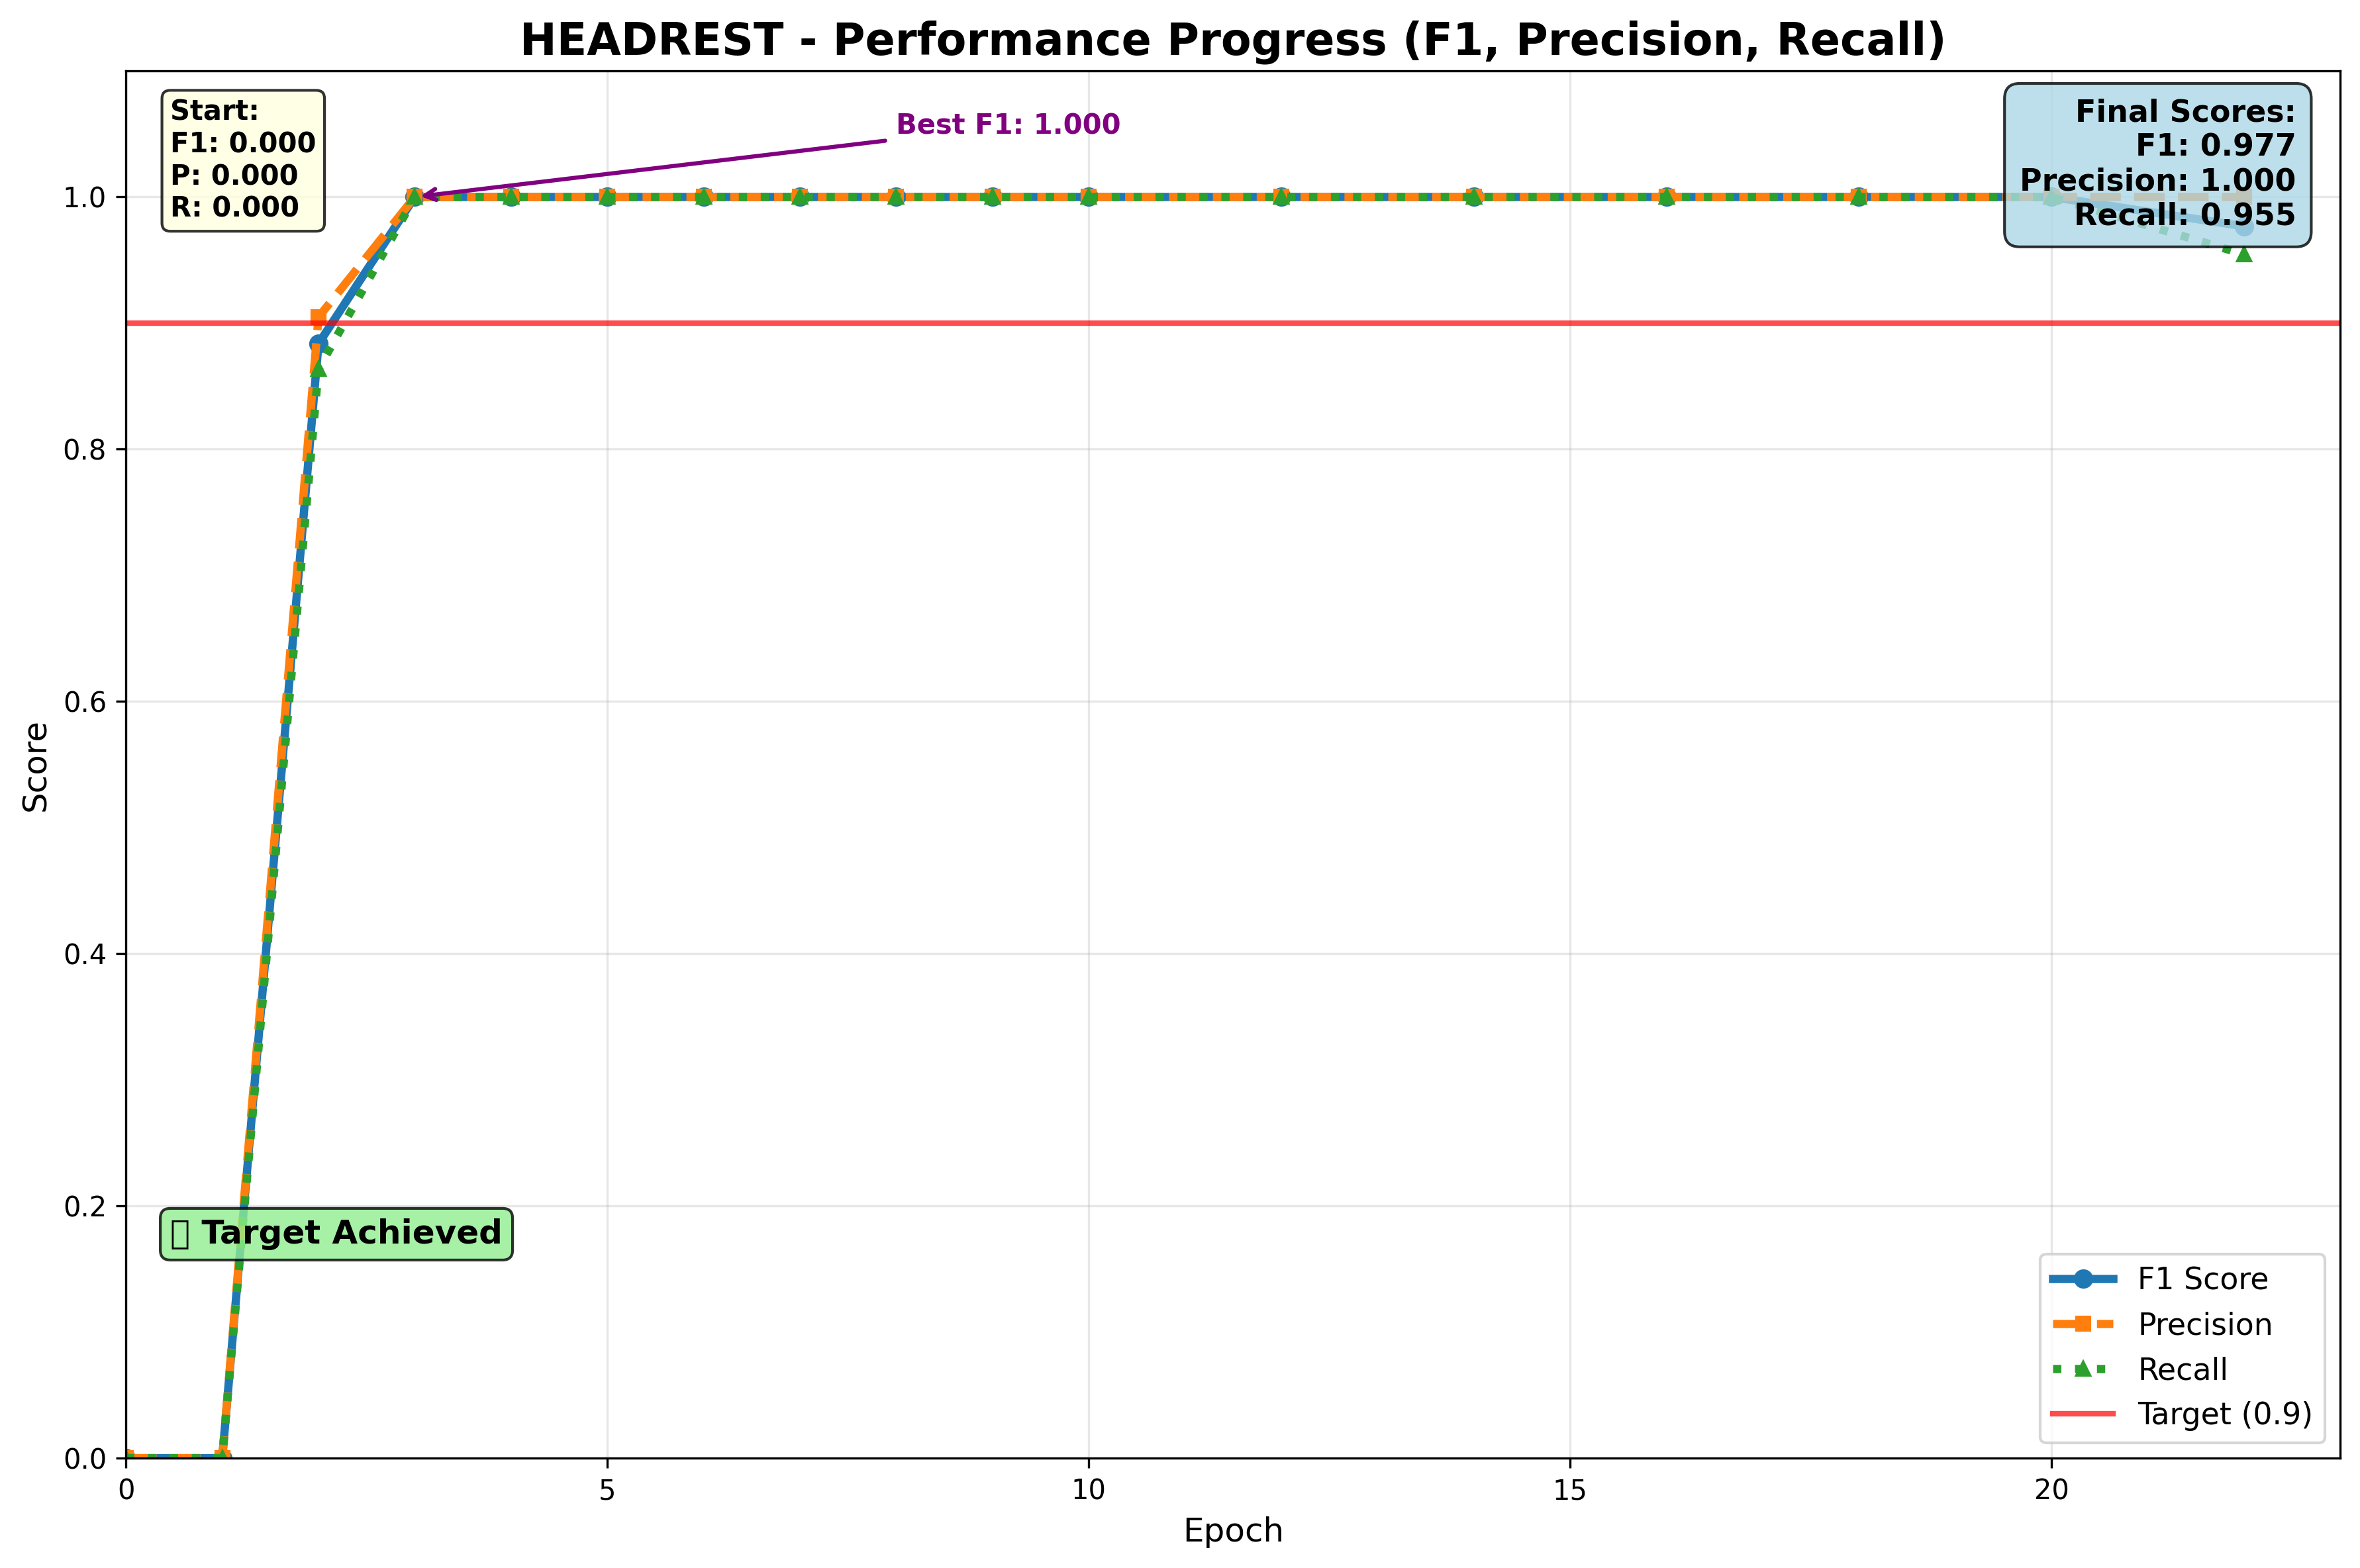 HEADREST - Performance Progress (F1, Precision, Recall)
Start:
F1: 0.000
P: 0.000
R: 0.000
Best F1: 1.000
Final Scores:
F1: 0.977
Precision: 1.000
Recall: 0.955
1.0
0.8
0.6
0.4
0.2
0.0
Score
Target Achieved
F1 Score
Precision
Recall
Target (0.9)
0
5
10
15
20
Epoch